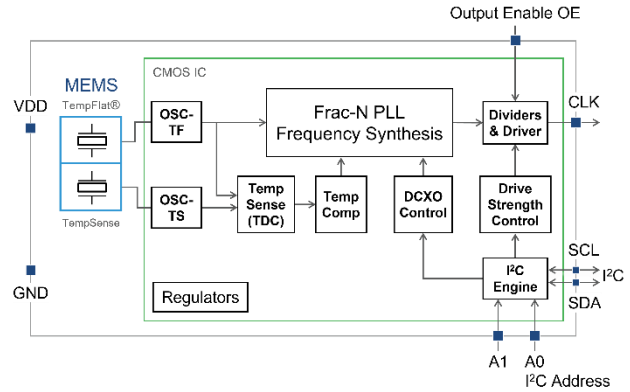 Output Enable OE
MEMS
TempFlat®
CMOS IC
VDD
CLK
OSC-
TF
Frac-N PLL
Frequency Synthesis
Dividers
& Driver
OSC-
TS
Temp
Sense
(TDC)
Temp
Comp
DCXO
Control
Drive
Strength
Control
TempSense
SCL
I²C
SDA
GND
Regulators
I²C
Engine
A1
A0
I²C Address